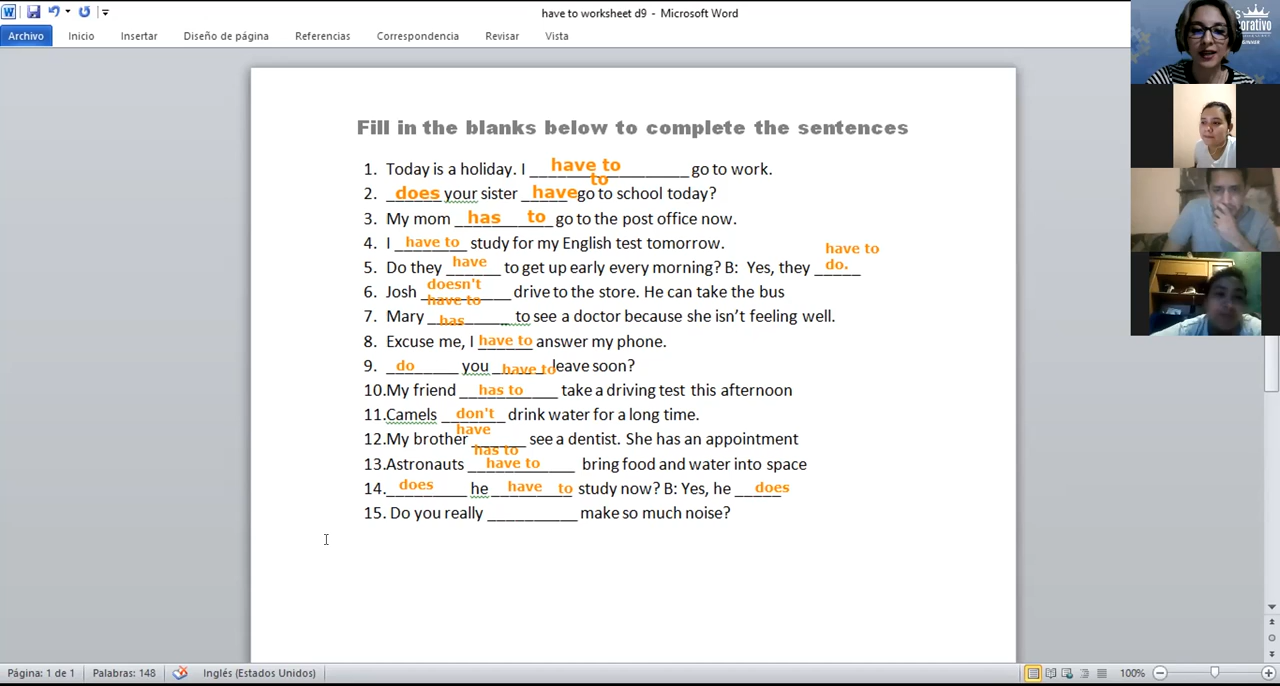 have to worksheet d9 - Microsoft Word
Archivo Inicio Insertar Diseño de página Referencias Correspondencia Revisar Vista
Fill in the blanks below to complete the sentences
1. Today is a holiday. I have to go to work.
to
2. does your sister have go to school today?
3. My mom has to go to the post office now.
4. I have to study for my English test tomorrow.
have to
5. Do they have to get up early every morning? B: Yes, they do.
doesn't
6. Josh have to drive to the store. He can take the bus
7. Mary has to see a doctor because she isn't feeling well.
8. Excuse me, I have to answer my phone.
9. do you have to leave soon?
10.My friend has to take a driving test this afternoon
11.Camels don't drink water for a long time.
have
12.My brother has to see a dentist. She has an appointment
13.Astronauts have to bring food and water into space
14. does he have to study now? B: Yes, he does
15. Do you really __________ make so much noise?
Página: 1 de 1 Palabras: 148 Inglés (Estados Unidos) 100%